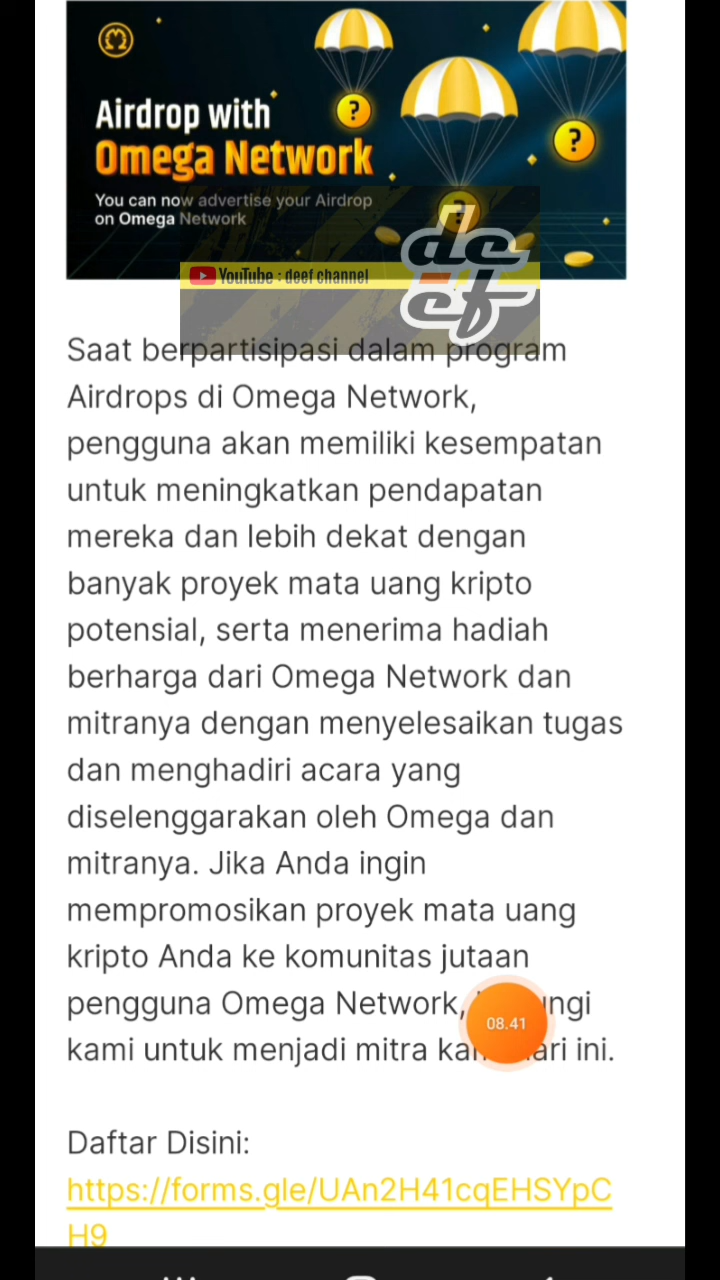 Airdrop with
Omega Network
You can now advertise your Airdrop
on Omega Network
YouTube : deef channel
de
ef
Saat berpartisipasi dalam program
Airdrops di Omega Network,
pengguna akan memiliki kesempatan
untuk meningkatkan pendapatan
mereka dan lebih dekat dengan
banyak proyek mata uang kripto
potensial, serta menerima hadiah
berharga dari Omega Network dan
mitranya dengan menyelesaikan tugas
dan menghadiri acara yang
diselenggarakan oleh Omega dan
mitranya. Jika Anda ingin
mempromosikan proyek mata uang
kripto Anda ke komunitas jutaan
pengguna Omega Network,
08.41
kami untuk menjadi mitra ini.
Daftar Disini:
https://forms.gle/UAn2H41cqEHSYpC
H9